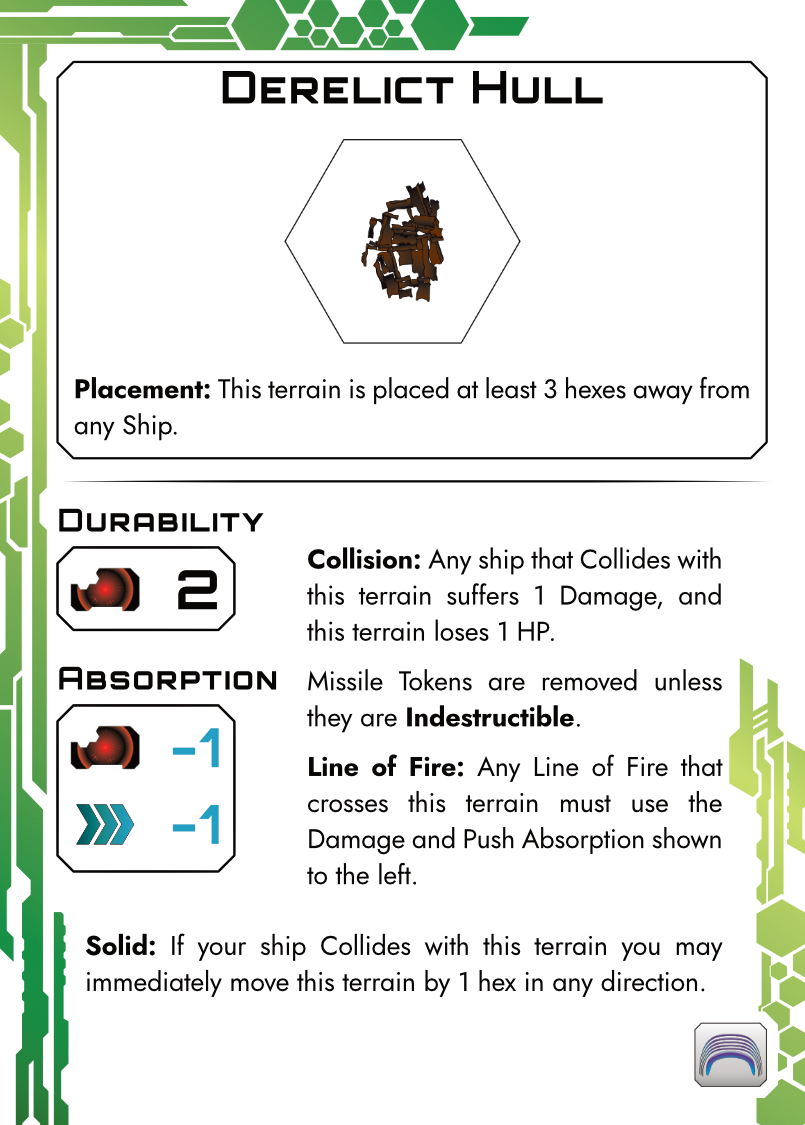 Derelict Hull
Placement: This terrain is placed at least 3 hexes away from
any Ship.
Durability
2
Collision: Any ship that Collides with
this terrain suffers 1 Damage, and
this terrain loses 1 HP.
Absorption
-1
-1
Missile Tokens are removed unless
they are Indestructible.
Line of Fire: Any Line of Fire that
crosses this terrain must use the
Damage and Push Absorption shown
to the left.
Solid: If your ship Collides with this terrain you may
immediately move this terrain by 1 hex in any direction.